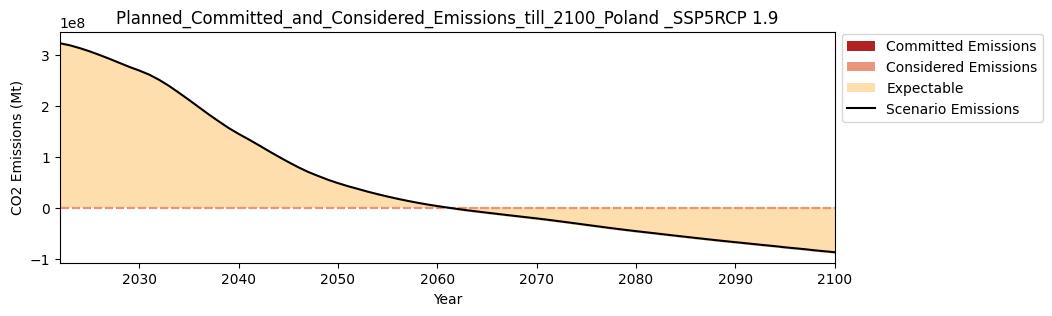 Planned_Committed_and_Considered_Emissions_till_2100_Poland _SSP5RCP 1.9
1e8
3
2
1
0
−1
CO2 Emissions (Mt)
2030 2040 2050 2060 2070 2080 2090 2100
Year
Committed Emissions
Considered Emissions
Expectable
Scenario Emissions